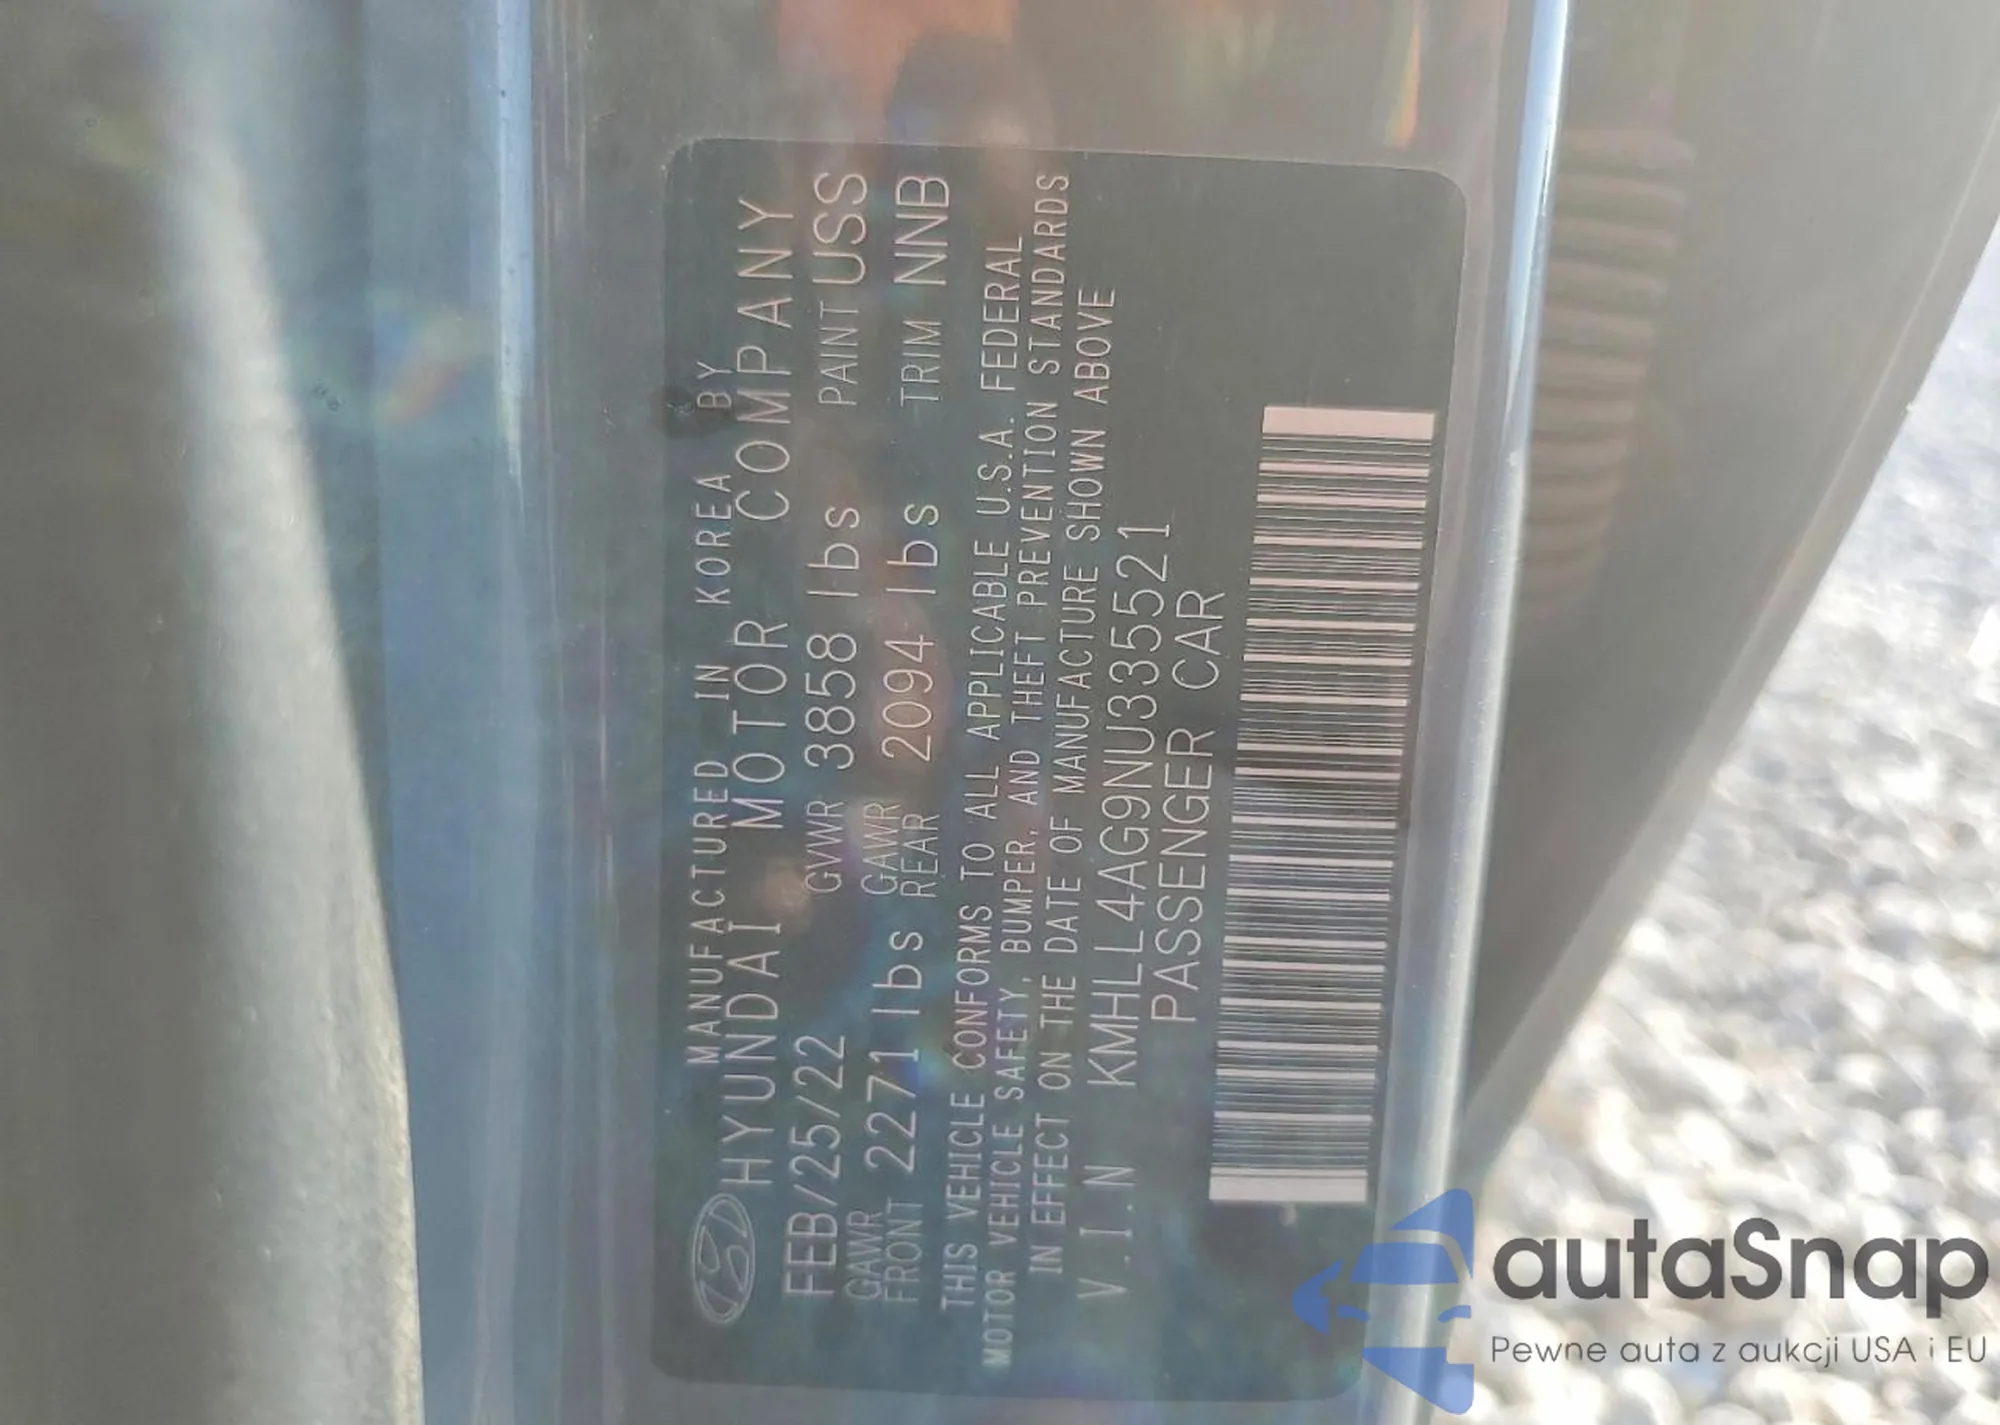 MANUFACTURED IN KOREA BY
HYUNDAI MOTOR COMPANY
FEB/25/22 GVWR 3858 lbs PAINT USS
GAWR FRONT 2271 lbs GAWR REAR 2094 lbs TRIM NNB
THIS VEHICLE CONFORMS TO ALL APPLICABLE U.S.A. FEDERAL
MOTOR VEHICLE SAFETY, BUMPER, AND THEFT PREVENTION STANDARDS
IN EFFECT ON THE DATE OF MANUFACTURE SHOWN ABOVE
V.I.N KMHLL4AG9NU335521
PASSENGER CAR
autaSnap
Pewne auta z aukcji USA i EU